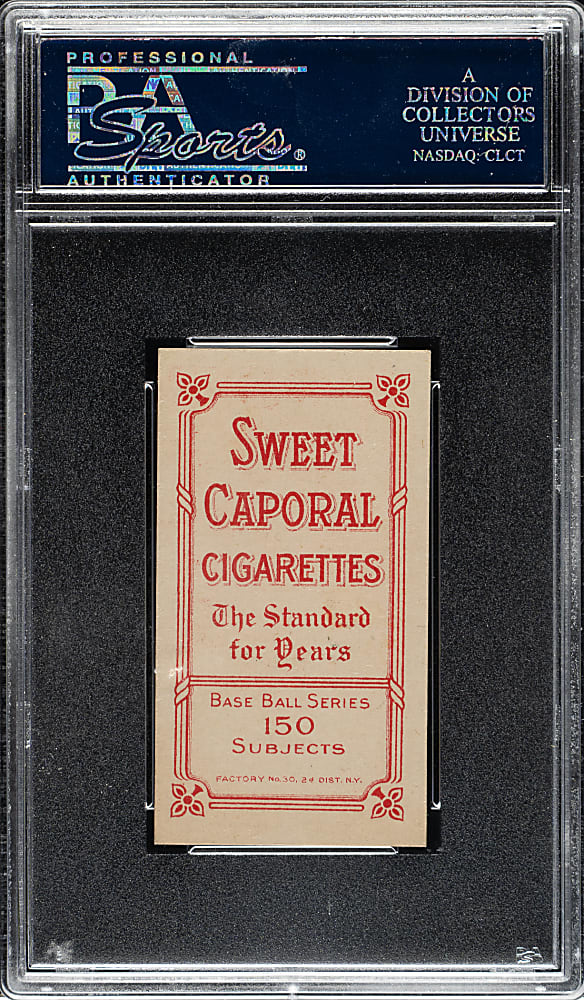 PROFESSIONAL
PSA
Sports®
AUTHENTICATOR
A
DIVISION OF
COLLECTORS
UNIVERSE
NASDAQ: CLCT
SWEET
CAPORAL
CIGARETTES
The Standard
for Years
BASE BALL SERIES
150
SUBJECTS
FACTORY No. 30, 2d DIST. N.Y.